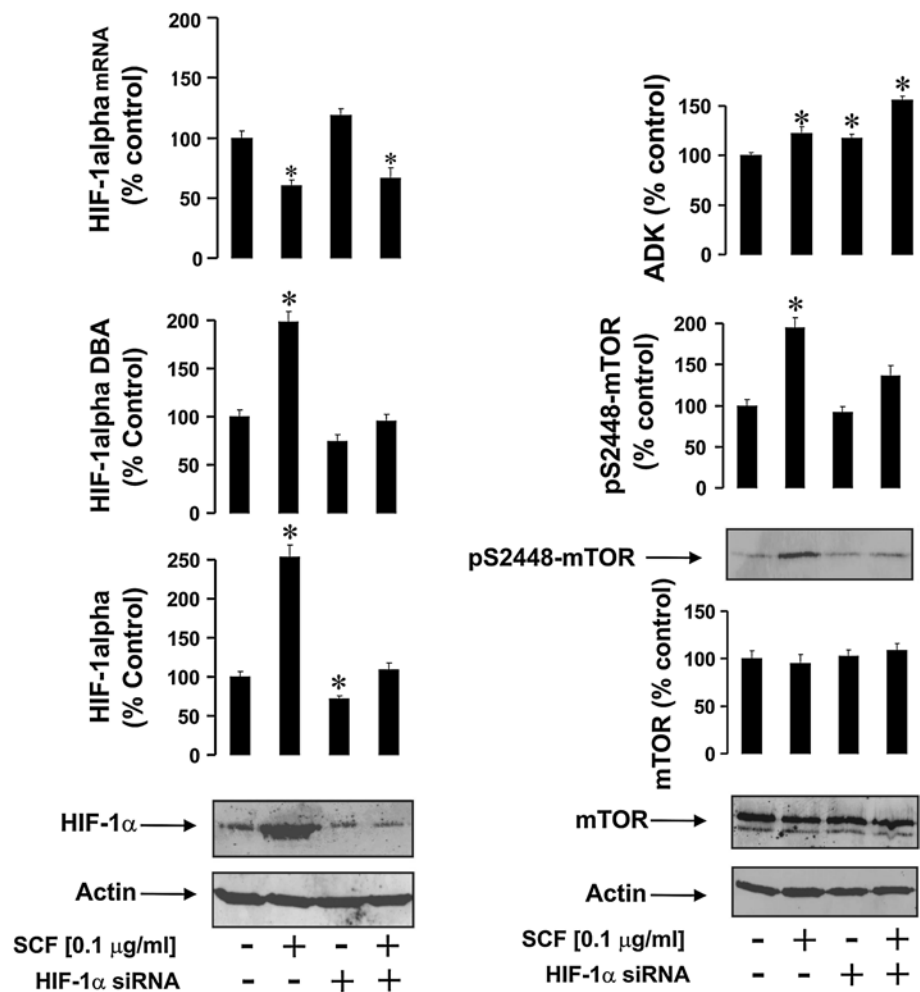 HIF-1alpha mRNA
(% control)
200
150
100
50
0
*
*
HIF-1alpha DBA
(% Control)
200
150
100
50
0
*
HIF-1alpha
(% Control)
250
200
150
100
50
0
*
*
HIF-1α
Actin
SCF [0.1 µg/ml] - + - +
HIF-1α siRNA - - + +
ADK (% control)
150
100
50
0
*
*
*
pS2448-mTOR
(% control)
200
150
100
50
0
*
pS2448-mTOR
mTOR (% control)
150
100
50
0
mTOR
Actin
SCF [0.1 µg/ml] - + - +
HIF-1α siRNA - - + +